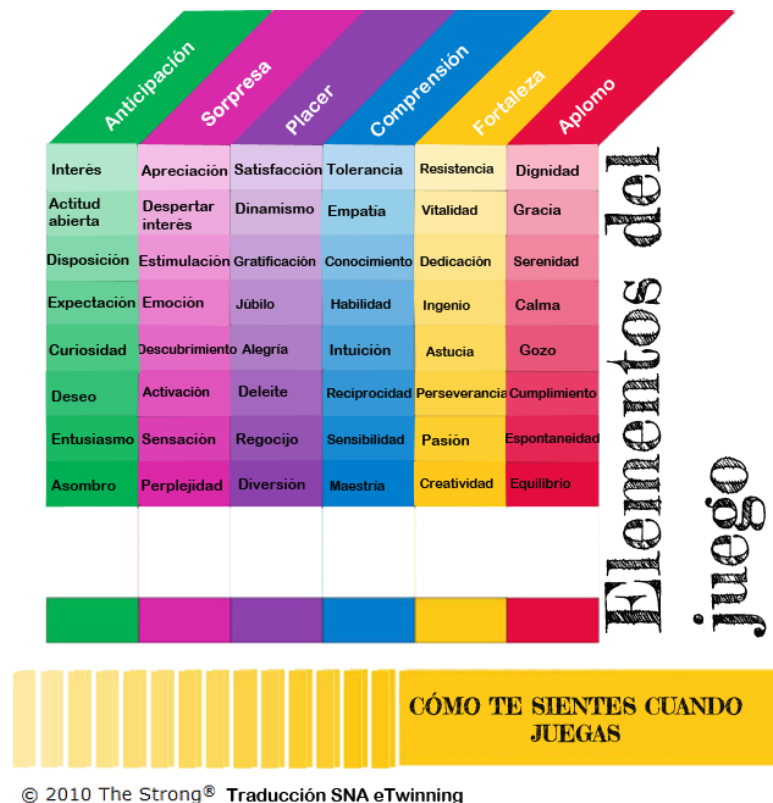 Anticipación Sorpresa Placer Comprensión Fortaleza Aplomo
Interés Apreciación Satisfacción Tolerancia Resistencia Dignidad
Actitud abierta Despertar interés Dinamismo Empatía Vitalidad Gracia
Disposición Estimulación Gratificación Conocimiento Dedicación Serenidad
Expectación Emoción Júbilo Habilidad Ingenio Calma
Curiosidad Descubrimiento Alegría Intuición Astucia Gozo
Deseo Activación Deleite Reciprocidad Perseverancia Cumplimiento
Entusiasmo Sensación Regocijo Sensibilidad Pasión Espontaneidad
Asombro Perplejidad Diversión Maestría Creatividad Equilibrio
Elementos del
juego
CÓMO TE SIENTES CUANDO
JUEGAS
© 2010 The Strong® Traducción SNA eTwinning